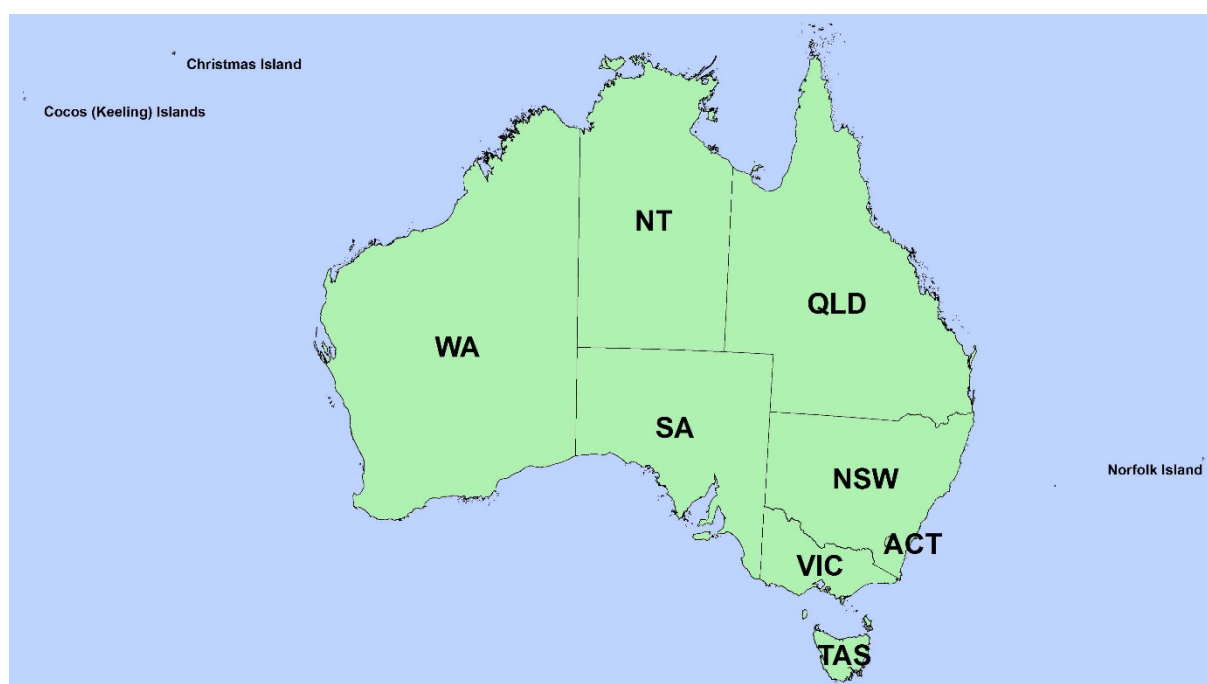 Christmas Island
Cocos (Keeling) Islands
NT
QLD
WA
SA
Norfolk Island
NSW
ACT
VIC
TAS